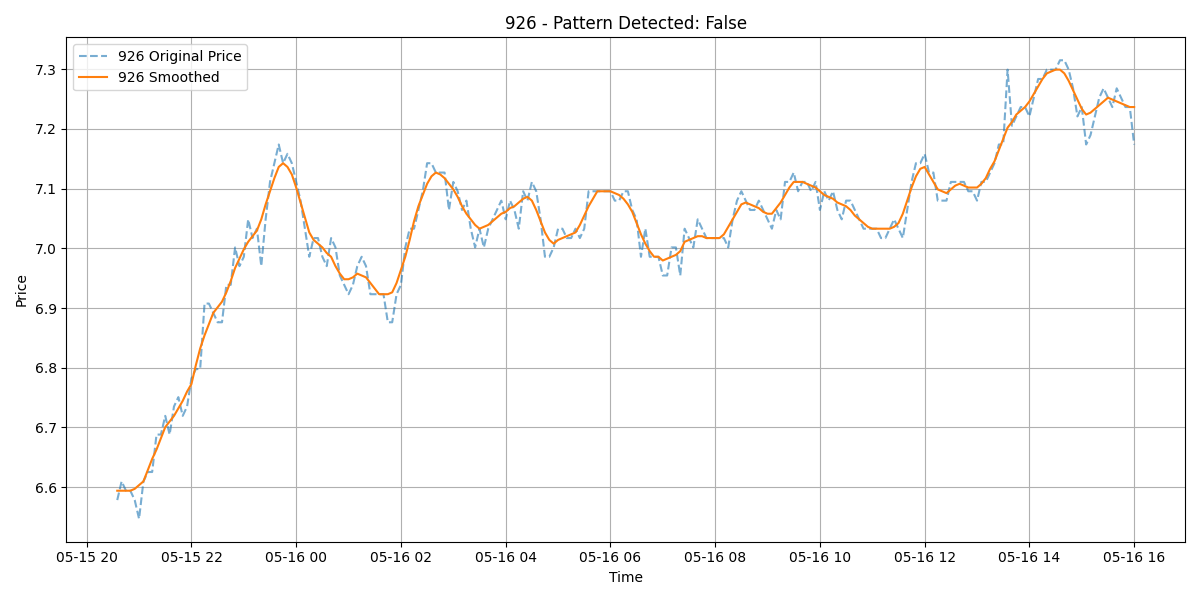 926 - Pattern Detected: False
926 Original Price
926 Smoothed
Price
7.3
7.2
7.1
7.0
6.9
6.8
6.7
6.6
05-15 20 05-15 22 05-16 00 05-16 02 05-16 04 05-16 06 05-16 08 05-16 10 05-16 12 05-16 14 05-16 16
Time